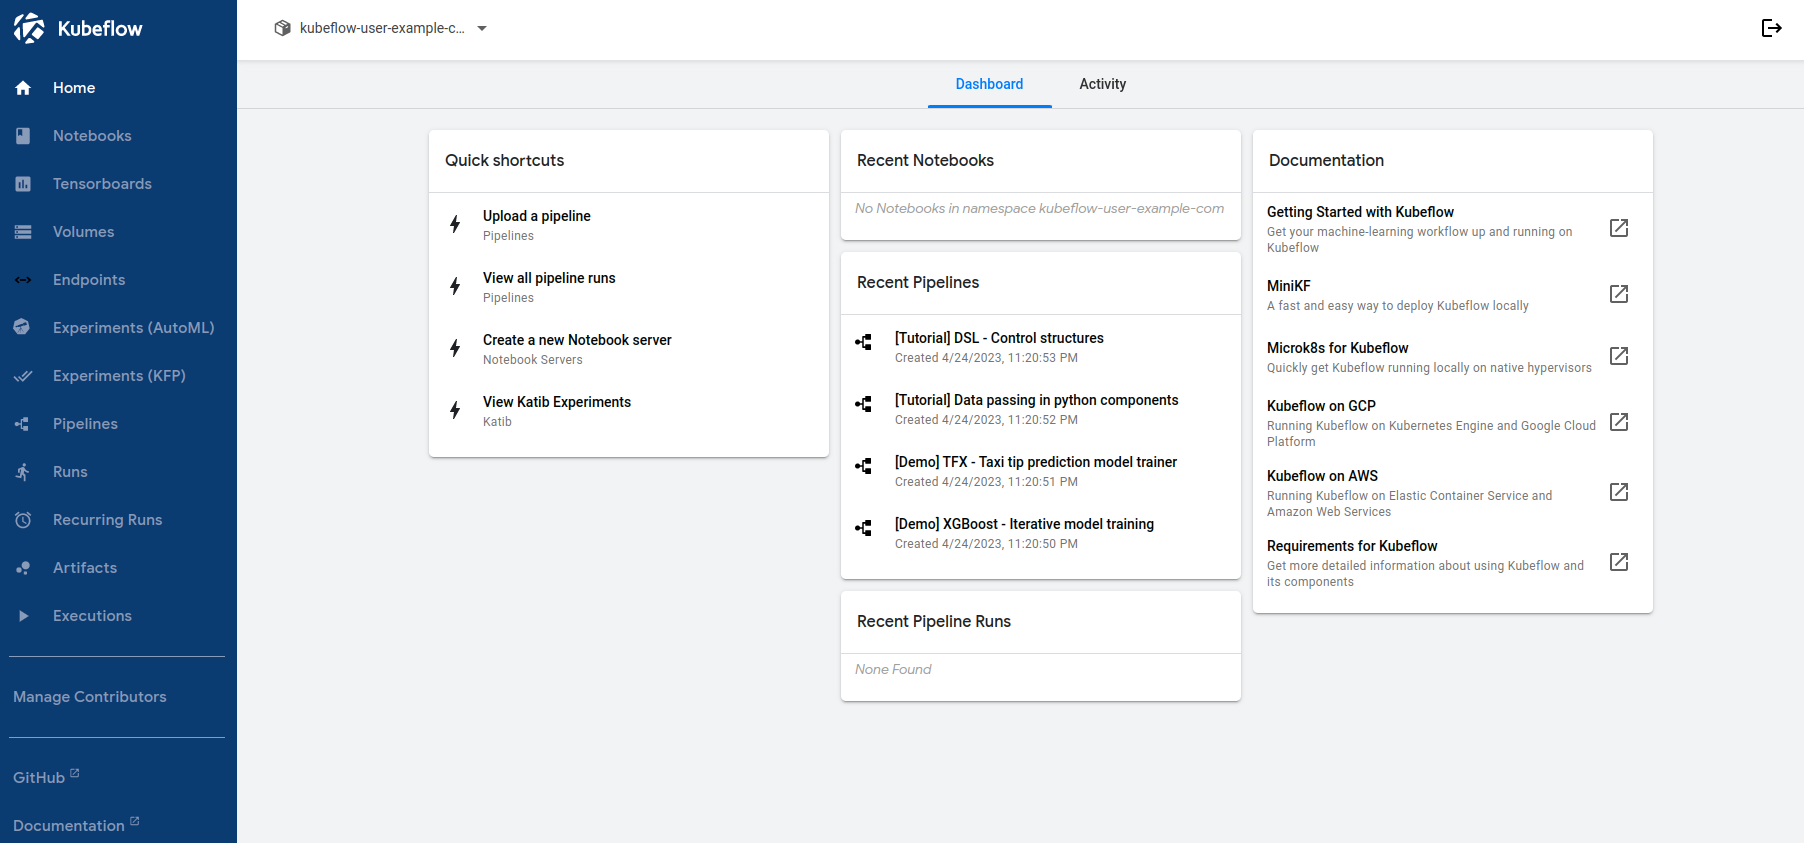 Kubeflow
Home
Notebooks
Tensorboards
Volumes
Endpoints
Experiments (AutoML)
Experiments (KFP)
Pipelines
Runs
Recurring Runs
Artifacts
Executions
Manage Contributors
GitHub
Documentation
kubeflow-user-example-c...
Dashboard
Activity
Quick shortcuts
Upload a pipeline
Pipelines
View all pipeline runs
Pipelines
Create a new Notebook server
Notebook Servers
View Katib Experiments
Katib
Recent Notebooks
No Notebooks in namespace kubeflow-user-example-com
Recent Pipelines
[Tutorial] DSL - Control structures
Created 4/24/2023, 11:20:53 PM
[Tutorial] Data passing in python components
Created 4/24/2023, 11:20:52 PM
[Demo] TFX - Taxi tip prediction model trainer
Created 4/24/2023, 11:20:51 PM
[Demo] XGBoost - Iterative model training
Created 4/24/2023, 11:20:50 PM
Recent Pipeline Runs
None Found
Documentation
Getting Started with Kubeflow
Get your machine-learning workflow up and running on
Kubeflow
MiniKF
A fast and easy way to deploy Kubeflow locally
Microk8s for Kubeflow
Quickly get Kubeflow running locally on native hypervisors
Kubeflow on GCP
Running Kubeflow on Kubernetes Engine and Google Cloud
Platform
Kubeflow on AWS
Running Kubeflow on Elastic Container Service and
Amazon Web Services
Requirements for Kubeflow
Get more detailed information about using Kubeflow and
its components